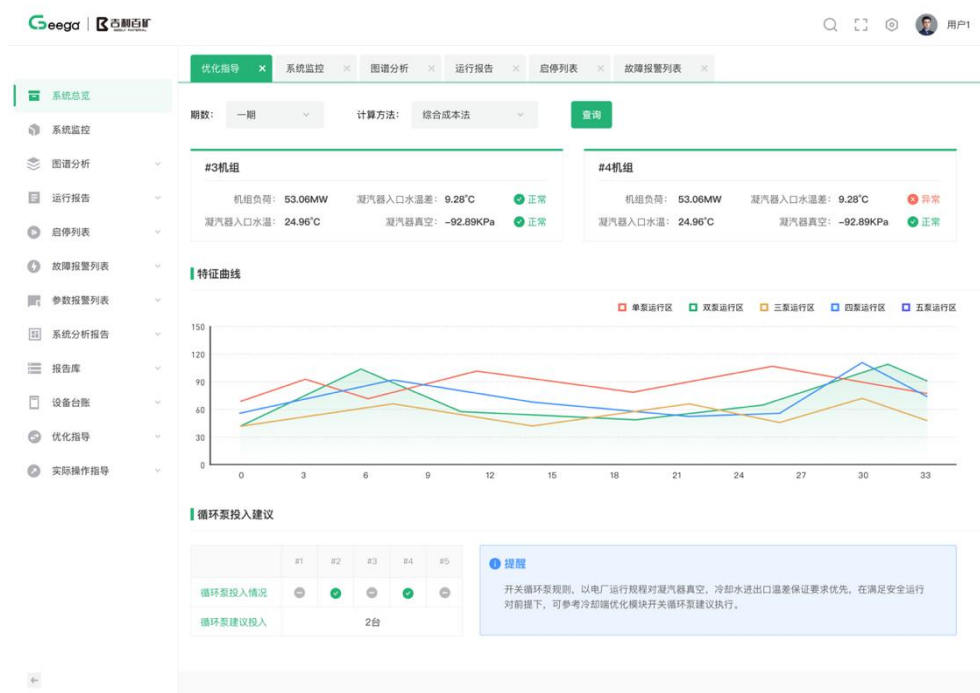 Geega 吉利百矿
GEELY MATERIAL
用户1
优化指导 × 系统监控 × 图谱分析 × 运行报告 × 启停列表 × 故障报警列表 ×
系统总览
系统监控
图谱分析
运行报告
启停列表
故障报警列表
参数报警列表
系统分析报告
报告库
设备台账
优化指导
实际操作指导
期数： 一期 计算方法： 综合成本法 查询
#3机组
机组负荷： 53.06MW 凝汽器入口水温差： 9.28℃ 正常
凝汽器入口水温： 24.96℃ 凝汽器真空： -92.89KPa 正常
#4机组
机组负荷： 53.06MW 凝汽器入口水温差： 9.28℃ 异常
凝汽器入口水温： 24.96℃ 凝汽器真空： -92.89KPa 正常
特征曲线
单泵运行区 双泵运行区 三泵运行区 四泵运行区 五泵运行区
150
120
90
60
30
0
0 3 6 9 12 15 18 21 24 27 30 33
循环泵投入建议
#1 #2 #3 #4 #5
循环泵投入情况
循环泵建议投入 2台
提醒
开关循环泵规则，以电厂运行规程对凝汽器真空，冷却水进出口温差保证要求优先，在满足安全运行
对前提下，可参考冷却端优化模块开关循环泵建议执行。